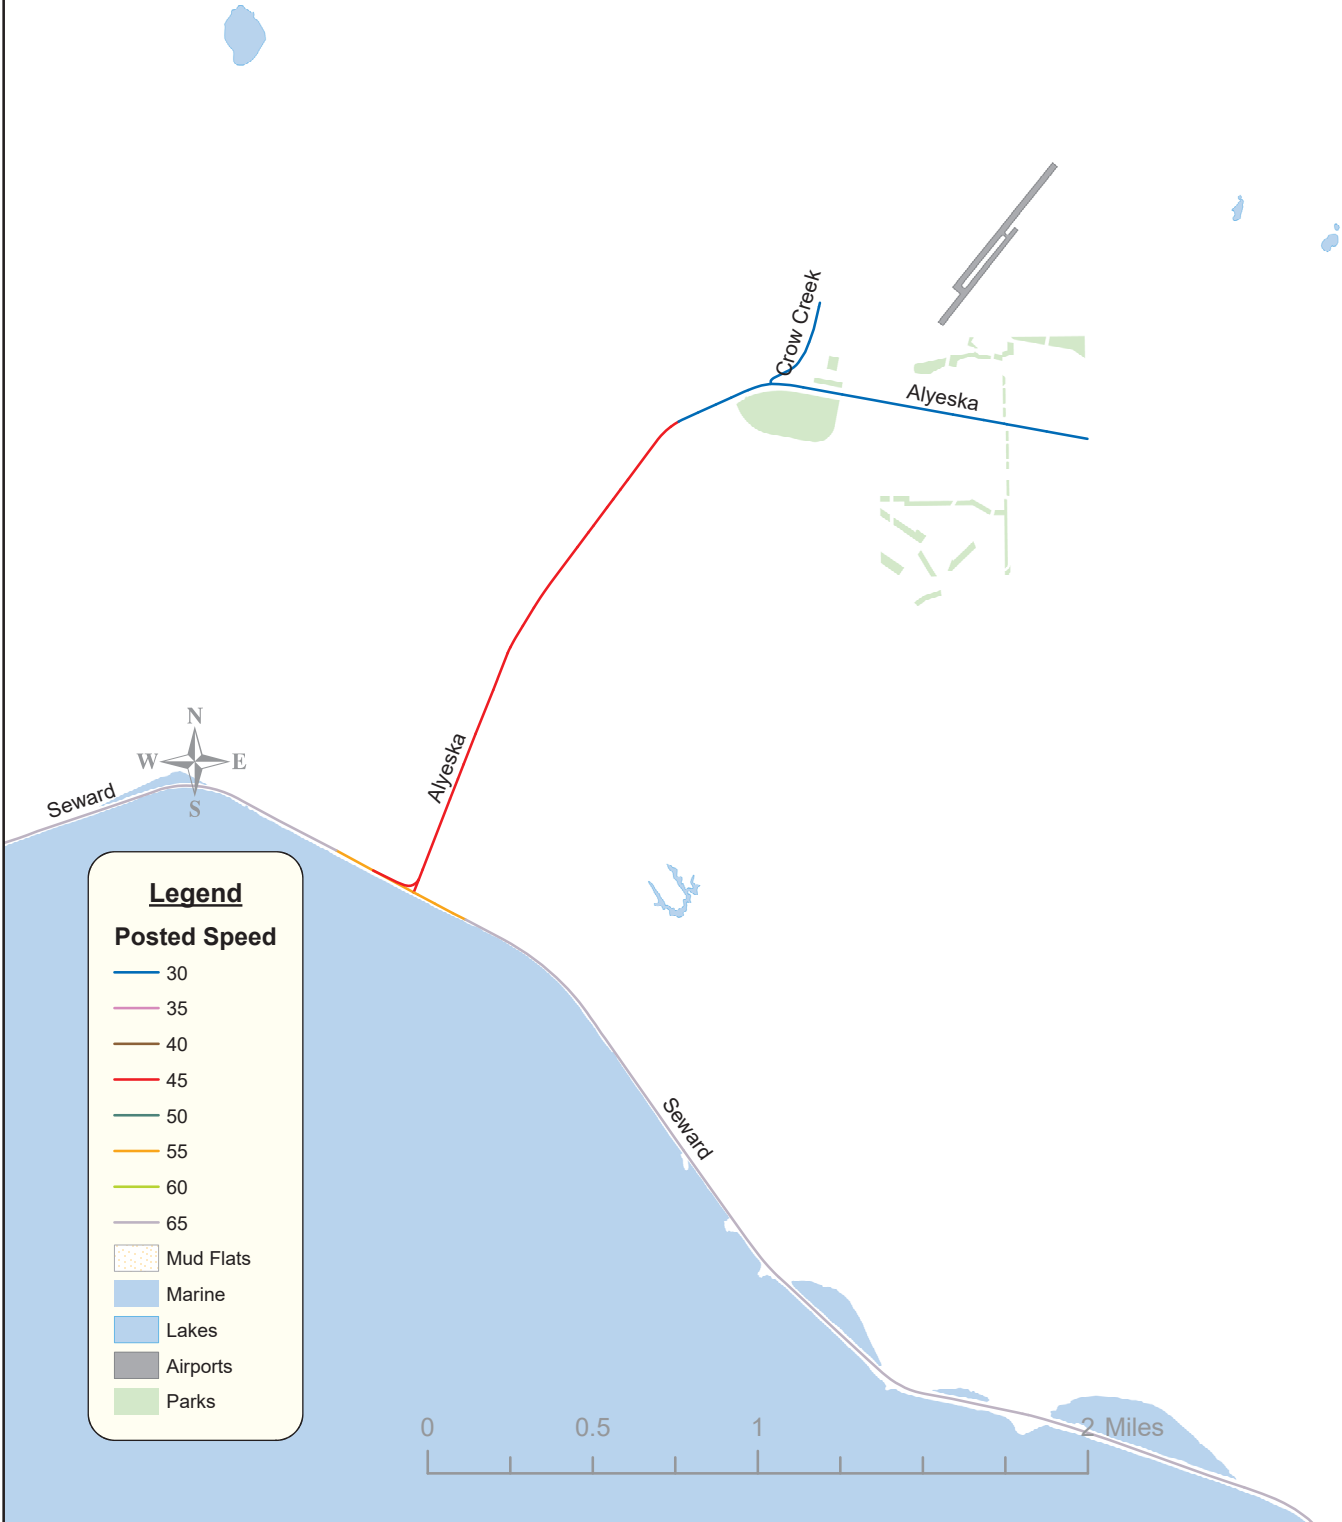 Crow Creek
Alyeska
Alyeska
N
W
E
S
Seward
Legend
Posted Speed
30
35
40
45
50
55
60
65
Mud Flats
Marine
Lakes
Airports
Parks
Seward
0
0.5
1
2 Miles